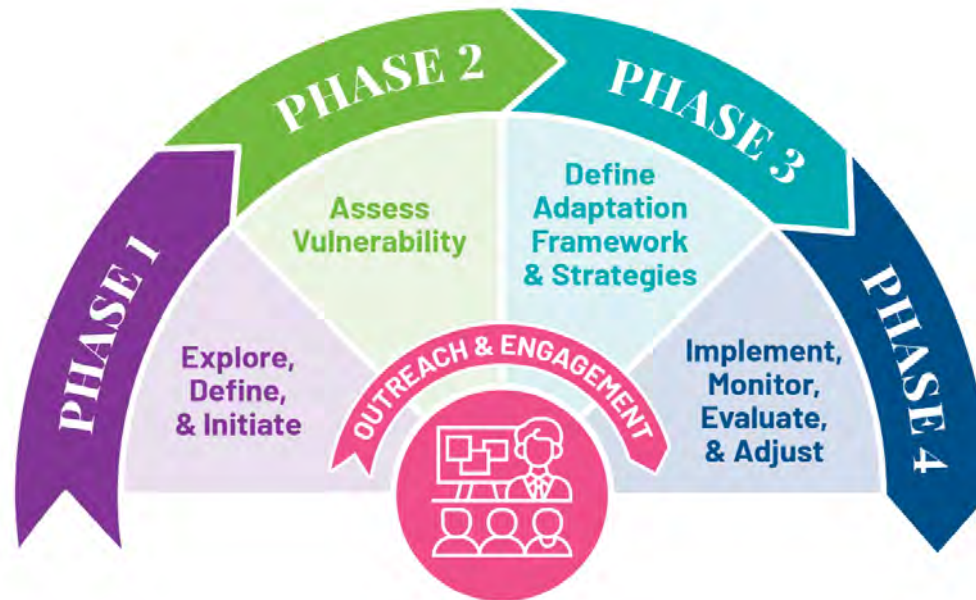 PHASE 1
Explore,
Define,
& Initiate
PHASE 2
Assess
Vulnerability
PHASE 3
Define
Adaptation
Framework
& Strategies
PHASE 4
Implement,
Monitor,
Evaluate,
& Adjust
OUTREACH & ENGAGEMENT